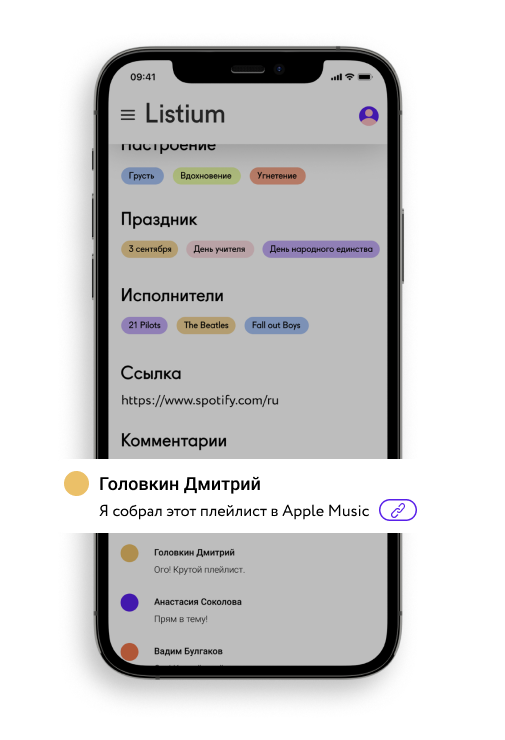 09:41
Listium
Настроение
Грусть Вдохновение Угнетение
Праздник
3 сентября День учителя День народного единства
Исполнители
21 Pilots The Beatles Fall out Boys
Ссылка
https://www.spotify.com/ru
Комментарии
Головкин Дмитрий
Я собрал этот плейлист в Apple Music
Головкин Дмитрий
Ого! Крутой плейлист.
Анастасия Соколова
Прям в тему!
Вадим Булгаков